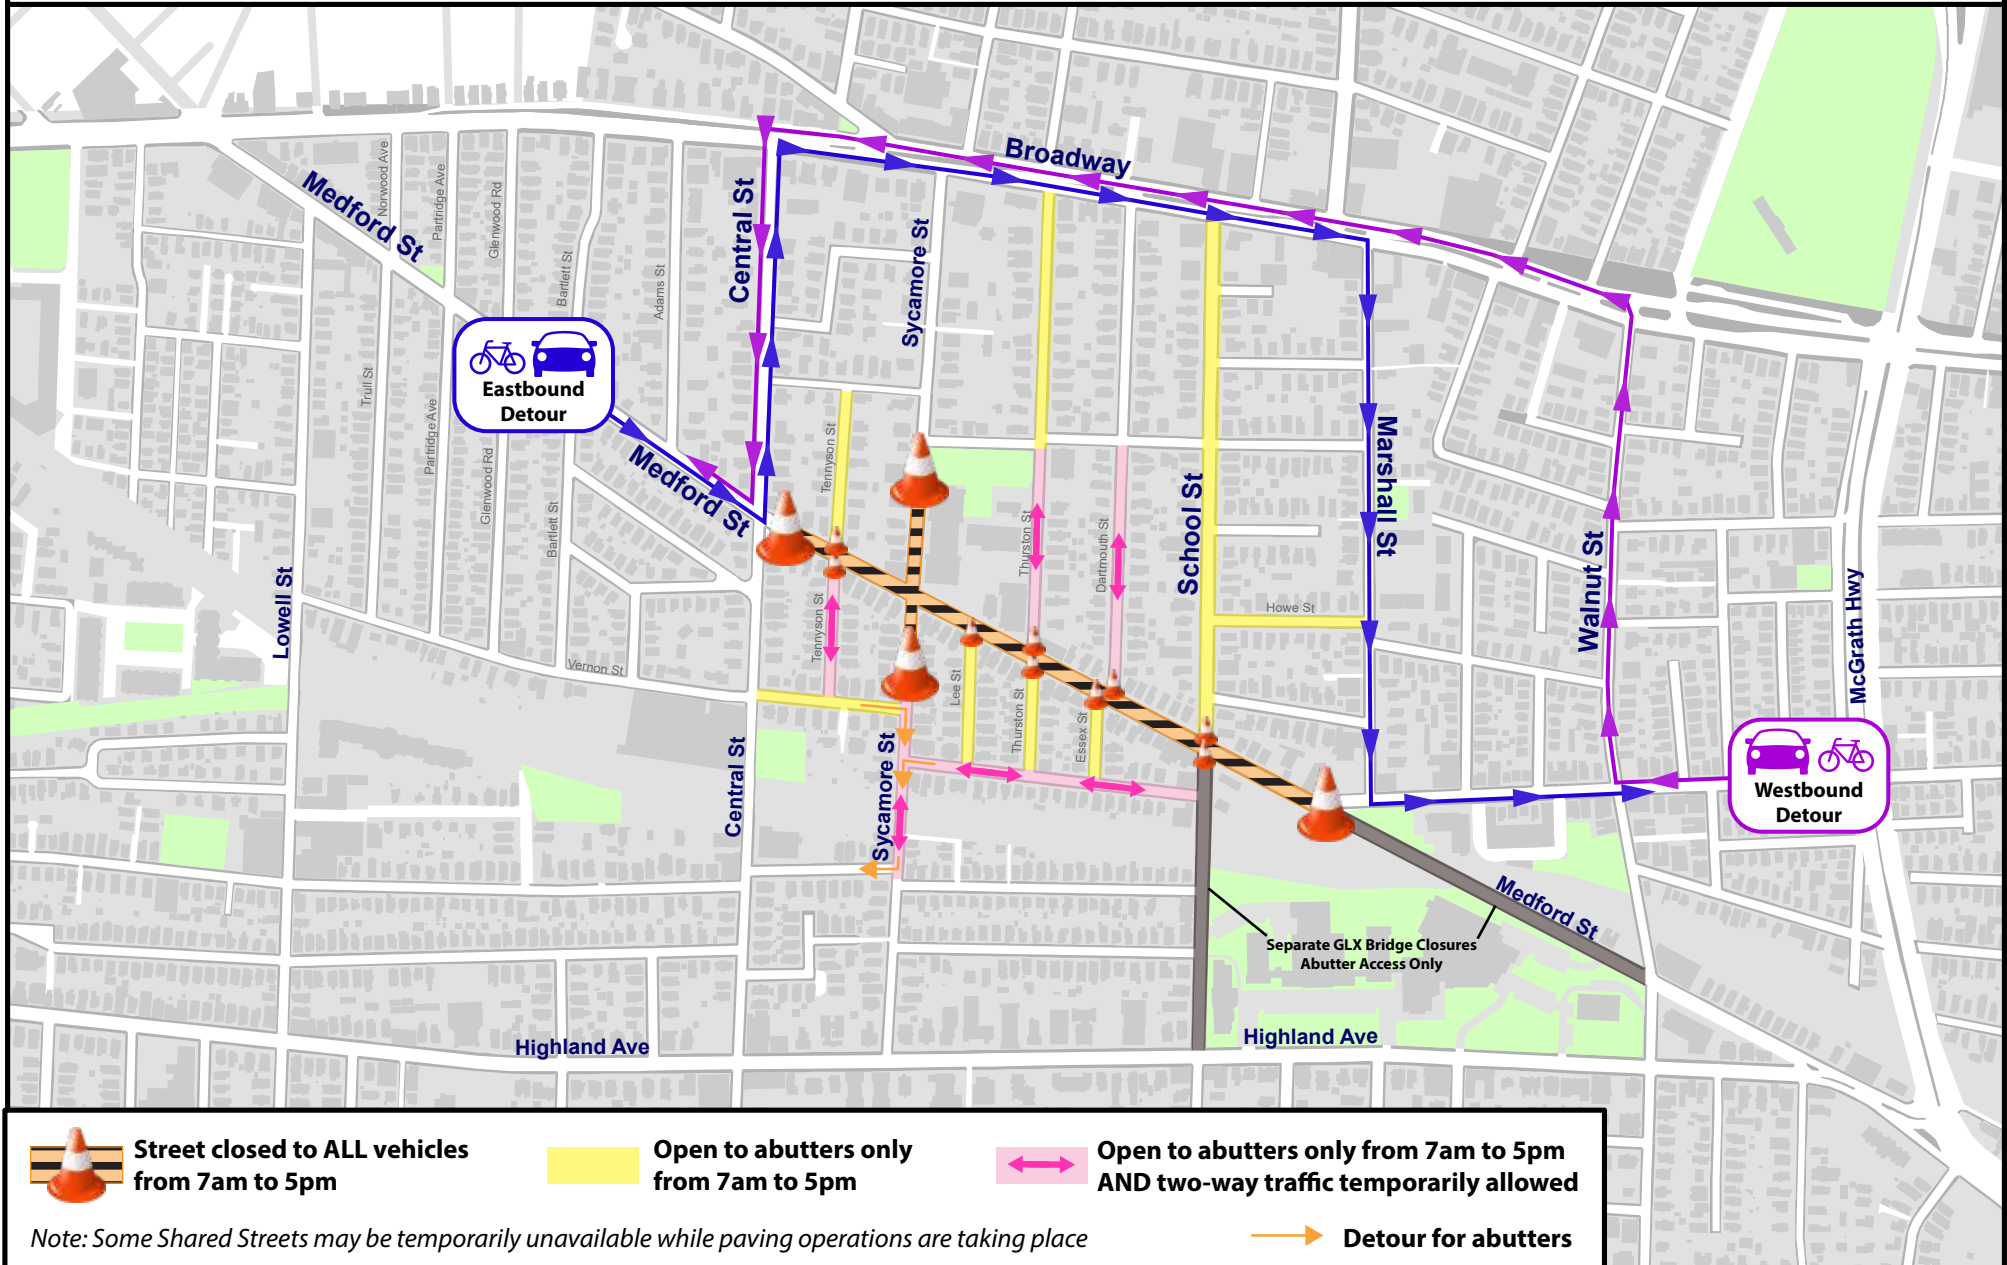 Broadway
Norwood Ave
Partridge Ave
Glenwood Rd
Medford St
Central St
Sycamore St
Bartlett St
Adams St
Eastbound
Detour
Trull St
Partridge Ave
Glenwood Rd
Bartlett St
Medford St
Tennyson St
Thurston St
Dartmouth St
School St
Marshall St
Walnut St
McGrath Hwy
Howe St
Lowell St
Vernon St
Tennyson St
Lee St
Thurston St
Essex St
Central St
Sycamore St
Westbound
Detour
Medford St
Separate GLX Bridge Closures
Abutter Access Only
Highland Ave
Highland Ave
Street closed to ALL vehicles
from 7am to 5pm
Open to abutters only
from 7am to 5pm
Open to abutters only from 7am to 5pm
AND two-way traffic temporarily allowed
Note: Some Shared Streets may be temporarily unavailable while paving operations are taking place
Detour for abutters